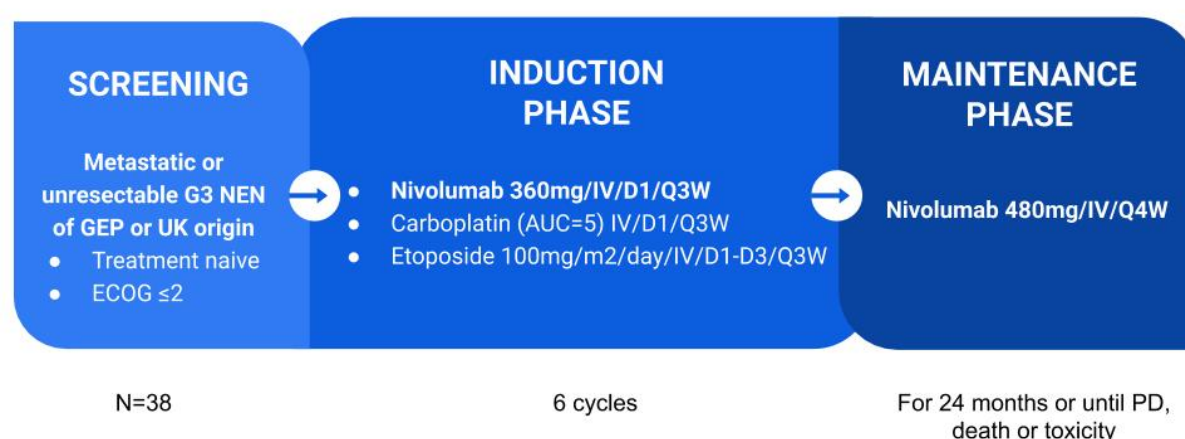 SCREENING
Metastatic or
unresectable G3 NEN
of GEP or UK origin
● Treatment naive
● ECOG ≤2
INDUCTION
PHASE
● Nivolumab 360mg/IV/D1/Q3W
● Carboplatin (AUC=5) IV/D1/Q3W
● Etoposide 100mg/m2/day/IV/D1-D3/Q3W
MAINTENANCE
PHASE
Nivolumab 480mg/IV/Q4W
N=38
6 cycles
For 24 months or until PD,
death or toxicity